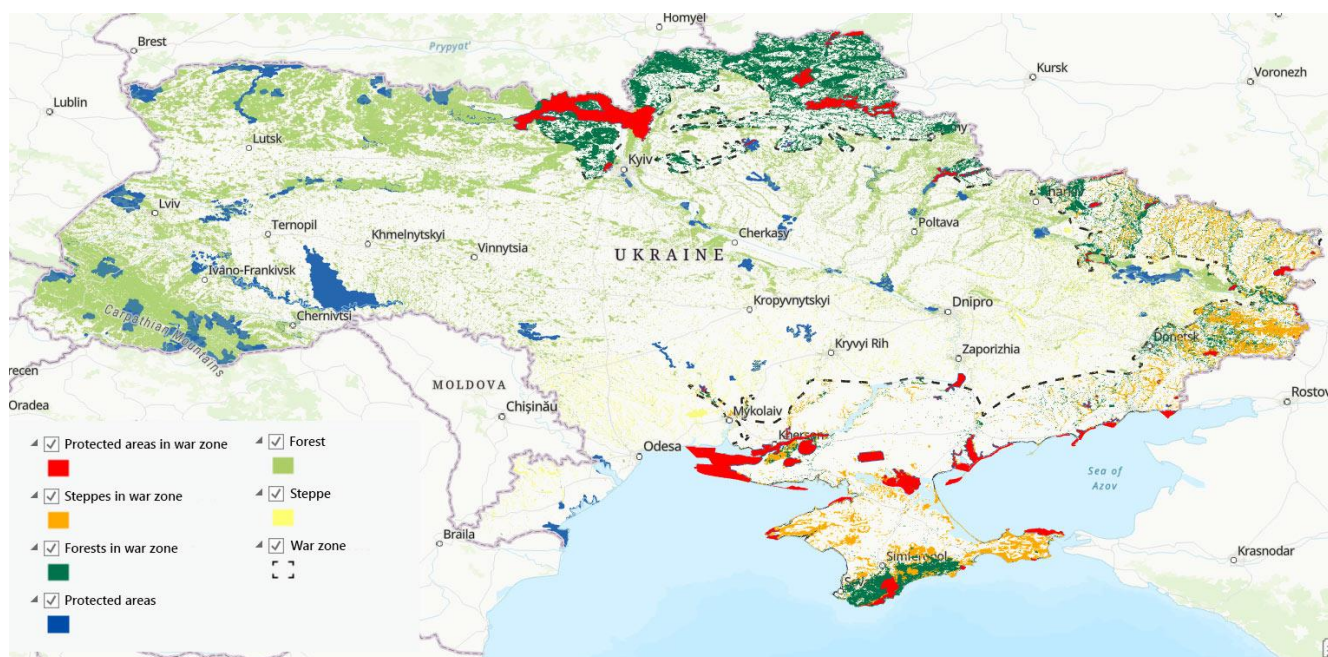 Homyel
Brest
Prypyat'
Kursk
Voronezh
Lublin
Lutsk
Kyiv
Lviv
Ternopil
Khmelnytskyi
Vinnytsia
Cherkasy
Poltava
UKRAINE
Ivano-Frankivsk
Kropyvnytskyi
Dnipro
Chernivtsi
Carpathian Mountains
Donetsk
Kryvyi Rih
Zaporizhia
MOLDOVA
Oradea
Chișinău
Mykolaiv
Rostov
Kherson
Odesa
Sea of
Azov
Braila
Simferopol
Krasnodar
Protected areas in war zone
Steppes in war zone
Forests in war zone
Protected areas
Forest
Steppe
War zone